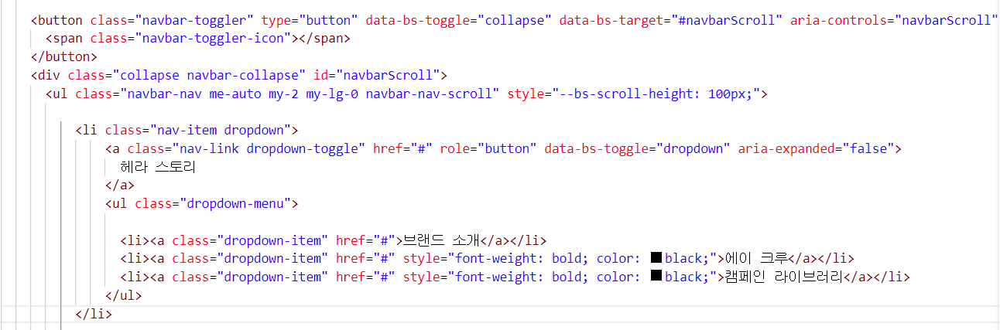 <button class="navbar-toggler" type="button" data-bs-toggle="collapse" data-bs-target="#navbarScroll" aria-controls="navbarScroll"
<span class="navbar-toggler-icon"></span>
</button>
<div class="collapse navbar-collapse" id="navbarScroll">
<ul class="navbar-nav me-auto my-2 my-lg-0 navbar-nav-scroll" style="--bs-scroll-height: 100px;">
<li class="nav-item dropdown">
<a class="nav-link dropdown-toggle" href="#" role="button" data-bs-toggle="dropdown" aria-expanded="false">
헤라 스토리
</a>
<ul class="dropdown-menu">
<li><a class="dropdown-item" href="#">브랜드 소개</a></li>
<li><a class="dropdown-item" href="#" style="font-weight: bold; color: black;">에이 크루</a></li>
<li><a class="dropdown-item" href="#" style="font-weight: bold; color: black;">캠페인 라이브러리</a></li>
</ul>
</li>